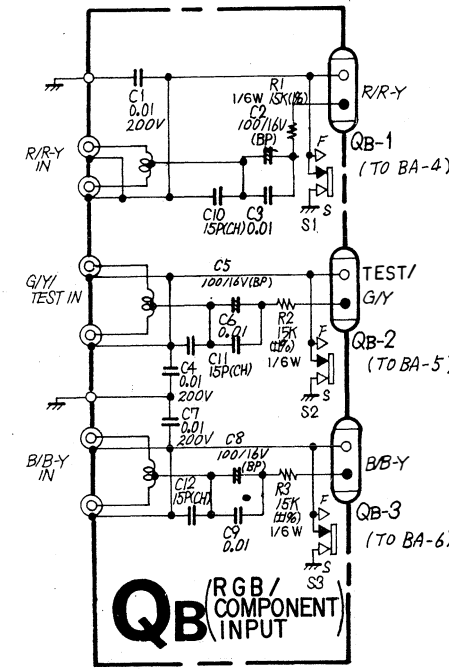 R1
1/6W 15K(1%)
C1
0.01
200V
C2
100/16V
(BP)
R/R-Y
QB-1
(TO BA-4)
R/R-Y
IN
F
S
S1
C10
15P(CH)
C3
0.01
C5
100/16V(BP)
G/Y/
TEST IN
TEST/
G/Y
C6
0.01
R2
15K
(±1%)
1/6W
QB-2
(TO BA-5)
C11
15P(CH)
F
S
S2
C4
0.01
200V
C7
0.01
200V
C8
100/16V
(BP)
B/B-Y
IN
B/B-Y
C12
15P(CH)
R3
15K
(±1%)
1/6W
QB-3
(TO BA-6)
C9
0.01
F
S
S3
QB (RGB/
COMPONENT
INPUT)